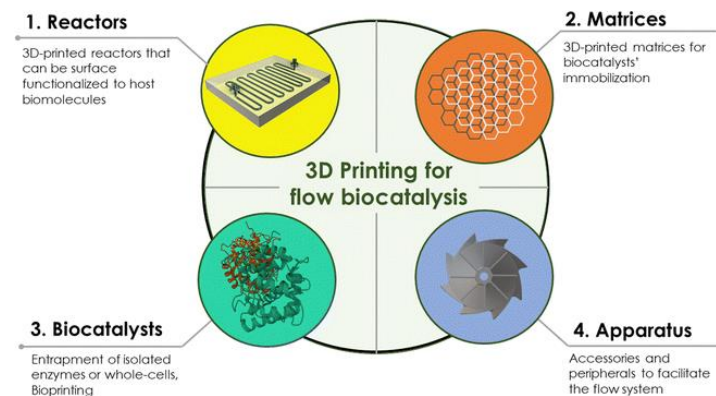 1. Reactors
3D-printed reactors that
can be surface
functionalized to host
biomolecules
2. Matrices
3D-printed matrices for
biocatalysts'
immobilization
3D Printing for
flow biocatalysis
3. Biocatalysts
Entrapment of isolated
enzymes or whole-cells,
Bioprinting
4. Apparatus
Accessories and
peripherals to facilitate
the flow system